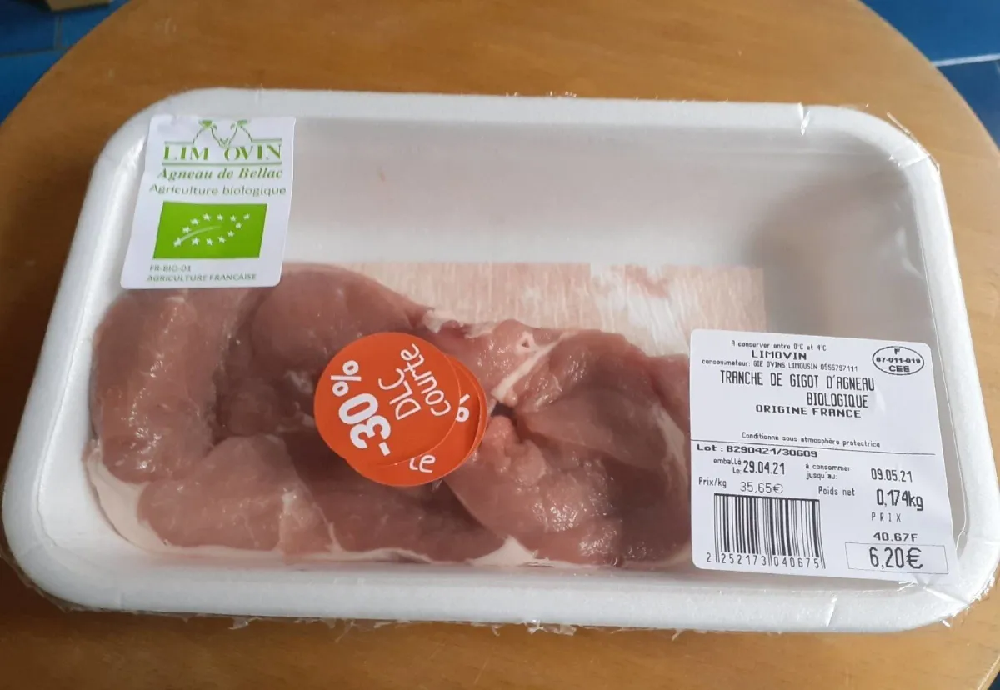 LIM OVIN
Agneau de Bellac
Agriculture biologique
FR-BIO-01
AGRICULTURE FRANCAISE
-30%
DLC
courte
A conserver entre 0°C et 4°C
LIMOVIN
consommateur: GIE OVINS LIMOUSIN 0555797111
F
87-011-019
CEE
TRANCHE DE GIGOT D'AGNEAU
BIOLOGIQUE
ORIGINE FRANCE
Conditionné sous atmosphère protectrice
Lot : B290421/30609
emballé
Le: 29.04.21
à consommer
jusqu'au: 09.05.21
Prix/kg 35,65€
Poids net 0,174kg
PRIX
40.67F
6,20€
2 252173 040675